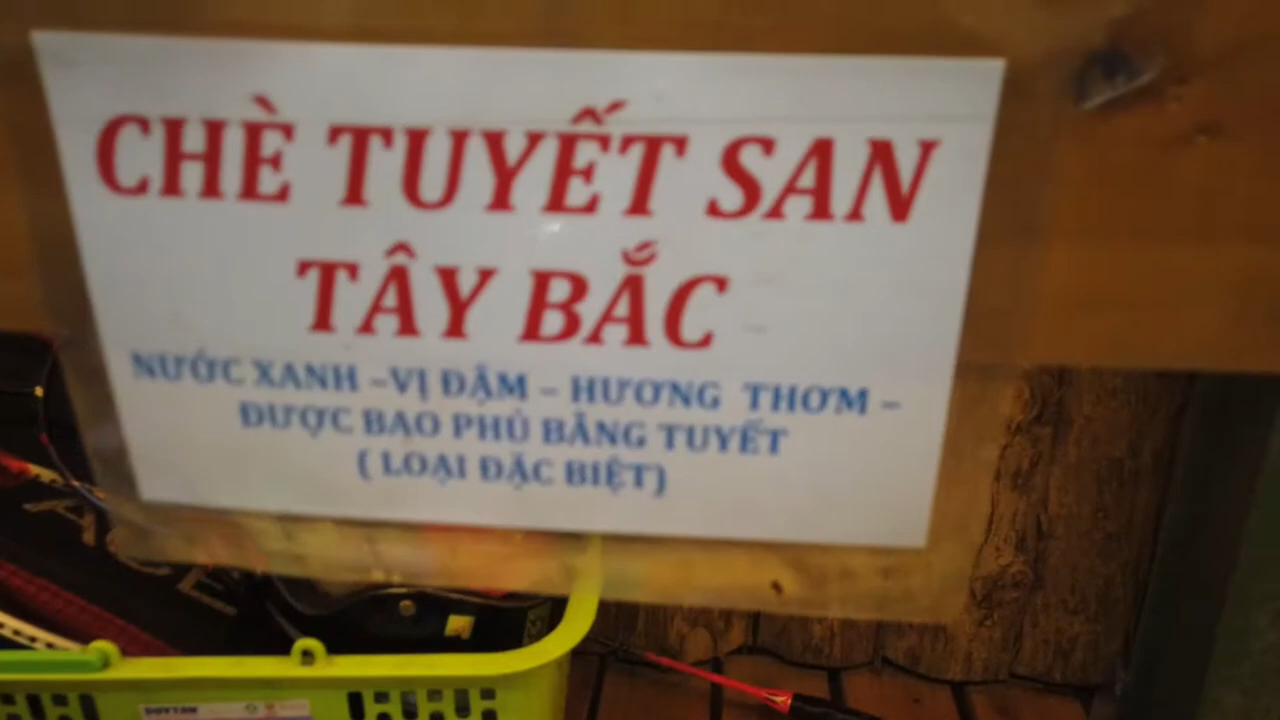 CHÈ TUYẾT SAN
TÂY BẮC
NƯỚC XANH –VỊ ĐẬM – HƯƠNG THƠM –
ĐƯỢC BAO PHỦ BẰNG TUYẾT
( LOẠI ĐẶC BIỆT)